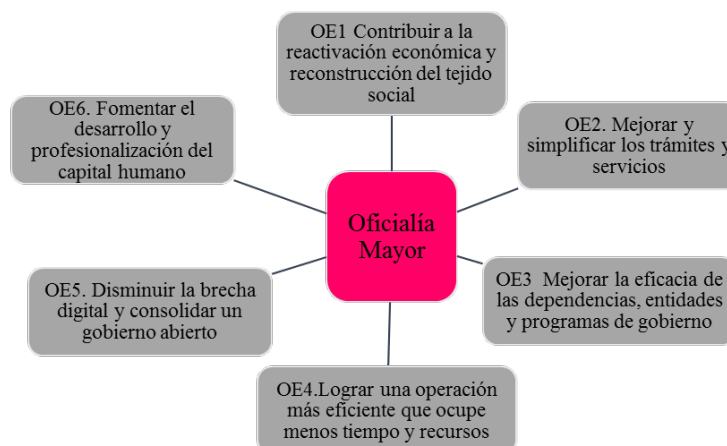 OE1 Contribuir a la
reactivación económica y
reconstrucción del tejido
social
OE2. Mejorar y
simplificar los trámites y
servicios
OE3 Mejorar la eficacia de
las dependencias, entidades
y programas de gobierno
OE4.Lograr una operación
más eficiente que ocupe
menos tiempo y recursos
OE5. Disminuir la brecha
digital y consolidar un
gobierno abierto
OE6. Fomentar el
desarrollo y
profesionalización del
capital humano
Oficialía
Mayor